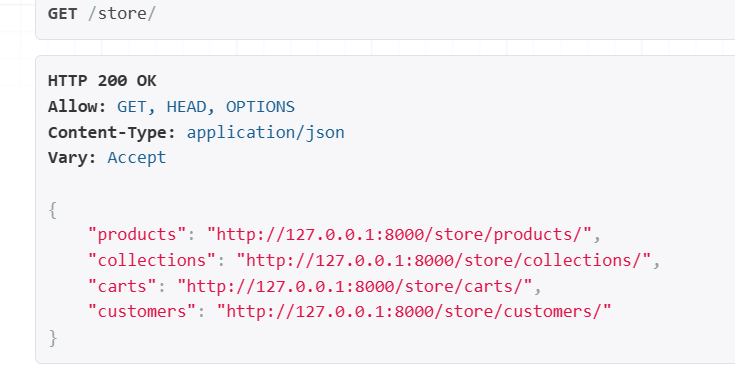 GET /store/
HTTP 200 OK
Allow: GET, HEAD, OPTIONS
Content-Type: application/json
Vary: Accept
{
    "products": "http://127.0.0.1:8000/store/products/",
    "collections": "http://127.0.0.1:8000/store/collections/",
    "carts": "http://127.0.0.1:8000/store/carts/",
    "customers": "http://127.0.0.1:8000/store/customers/"
}